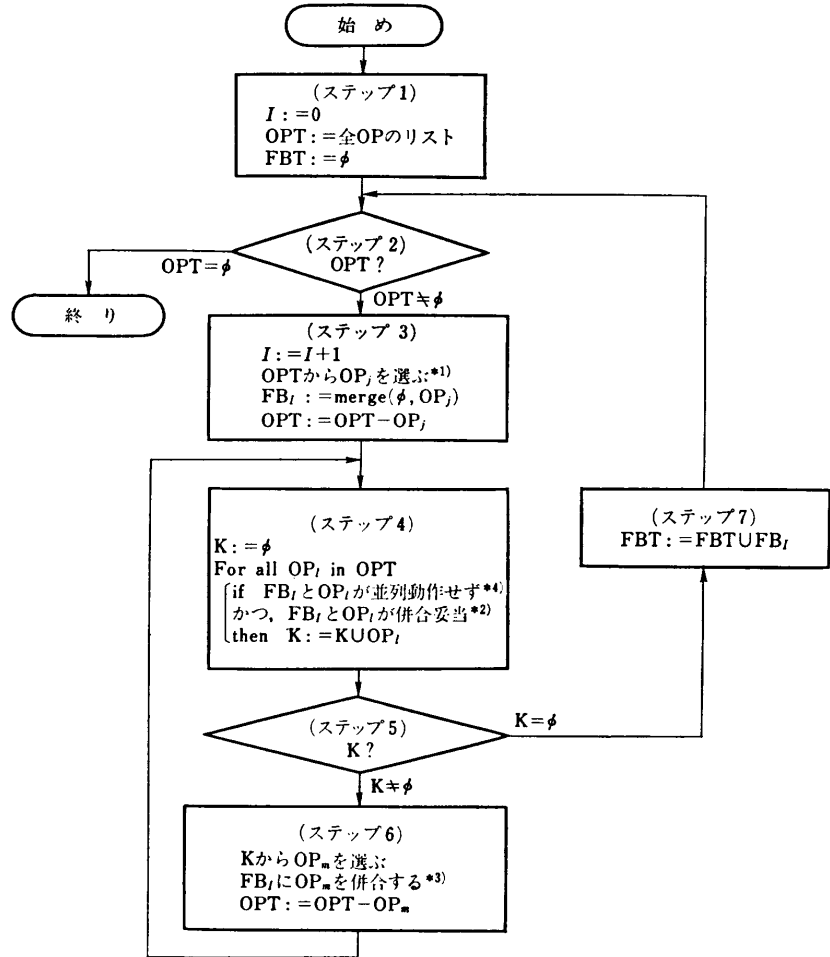 始め
(ステップ1)
I:=0
OPT:=全OPのリスト
FBT:=φ
(ステップ2)
OPT?
OPT=φ
終り
OPT≠φ
(ステップ 3)
I:=I+1
OPTからOPjを選ぶ*1)
FBI:=merge(φ,OPj)
OPT:=OPT-OPj
(ステップ4)
K:=φ
For all OPl in OPT
if FBIとOPlが並列動作せず*4)
かつ, FBIとOPlが併合妥当*2)
then K:=K∪OPl
(ステップ7)
FBT:=FBT∪FBI
(ステップ5)
K?
K=φ
K≠φ
(ステップ6)
KからOPmを選ぶ
FBIにOPmを併合する*3)
OPT:=OPT-OPm